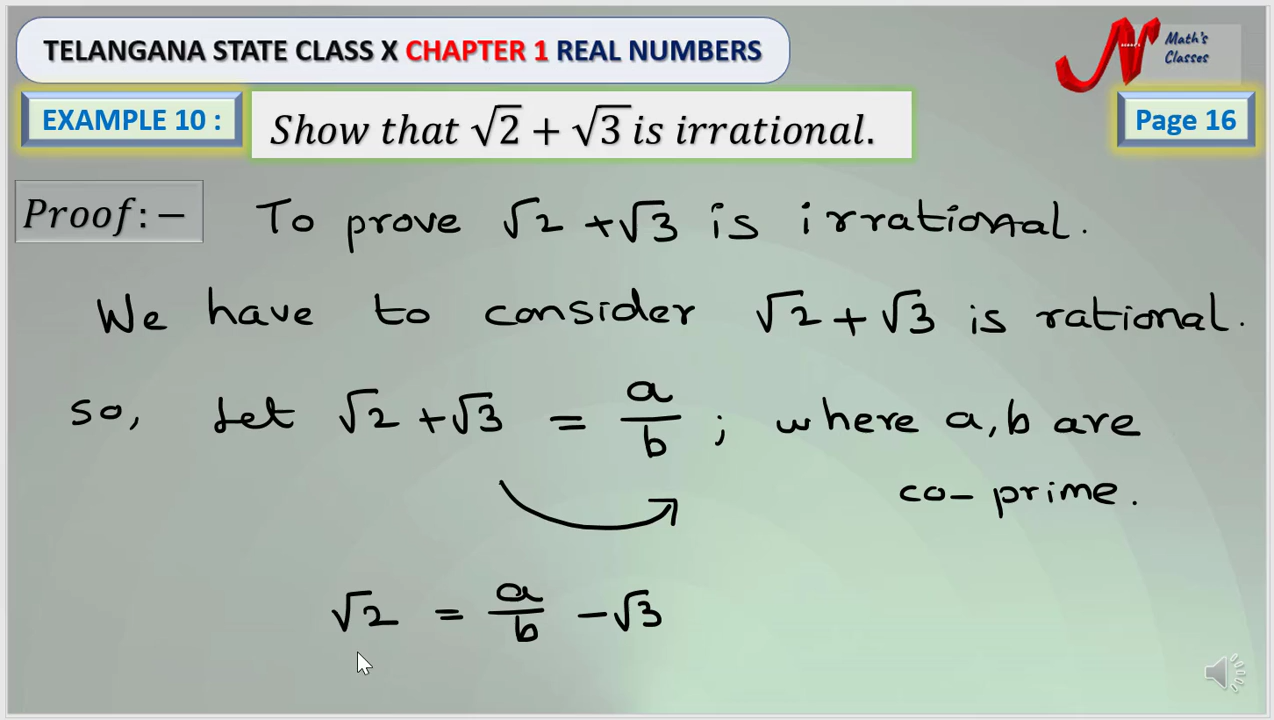 TELANGANA STATE CLASS X CHAPTER 1 REAL NUMBERS
Math's
Classes
EXAMPLE 10 :
Show that √2 + √3 is irrational.
Page 16
Proof: −
To prove √2 + √3 is irrational.
We have to consider √2 + √3 is rational.
so, Let √2 + √3 = a/b ; where a, b are
co-prime.
√2 = a/b − √3